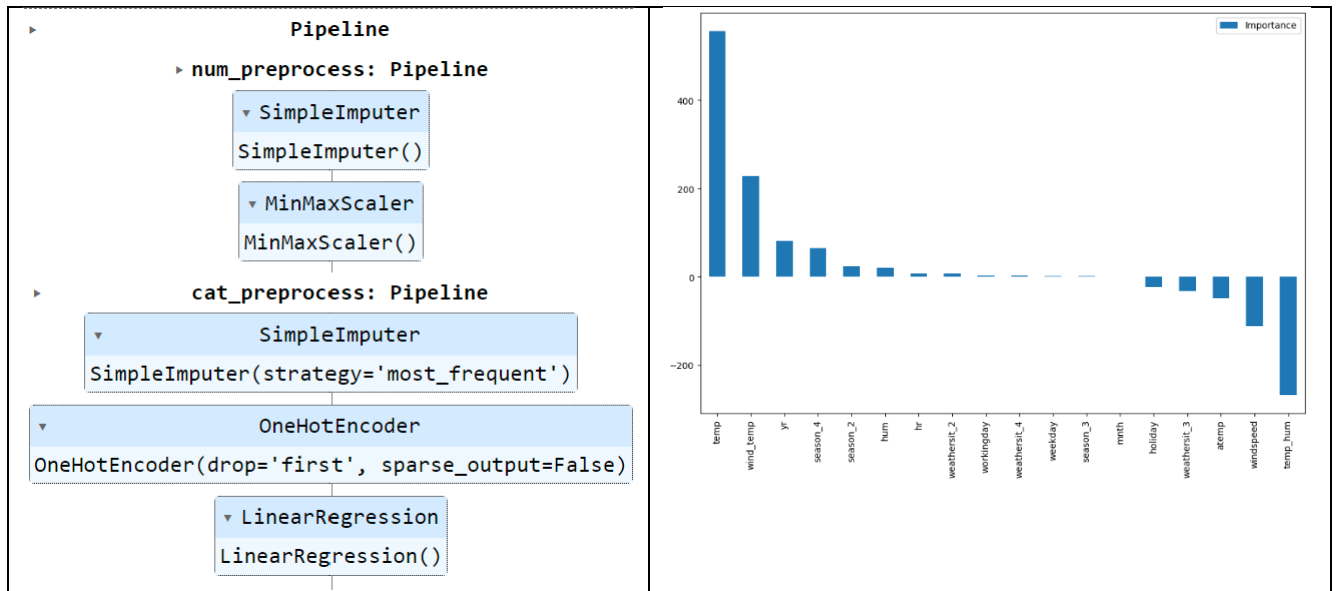 Pipeline
num_preprocess: Pipeline
SimpleImputer
SimpleImputer()
MinMaxScaler
MinMaxScaler()
cat_preprocess: Pipeline
SimpleImputer
SimpleImputer(strategy='most_frequent')
OneHotEncoder
OneHotEncoder(drop='first', sparse_output=False)
LinearRegression
LinearRegression()
Importance
400
200
0
−200
temp
wind_temp
yr
season_4
season_2
hum
hr
weathersit_2
workingday
weathersit_4
weekday
season_3
mnth
holiday
weathersit_3
atemp
windspeed
temp_hum